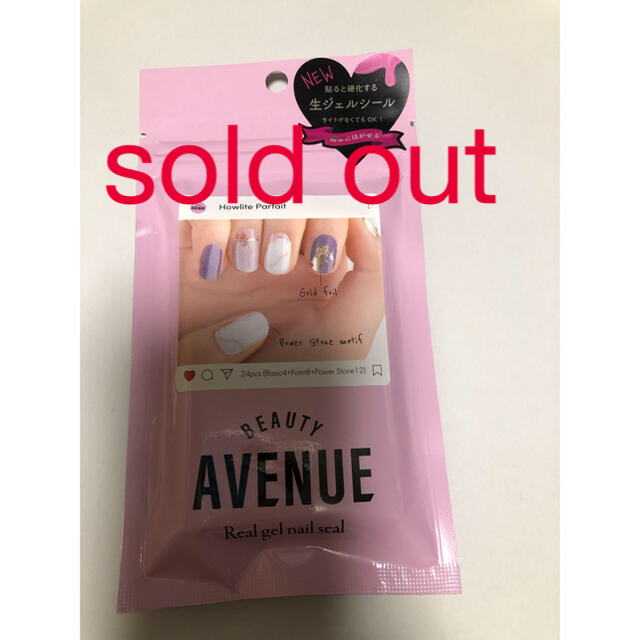 NEW
貼ると硬化する
生ジェルシール
ライトがなくてもOK!
sold out
Howlite Parfait
Gold foil
Power Stone motif
24pcs (Basic4+Point8+Power Stone12)
BEAUTY
AVENUE
Real gel nail seal